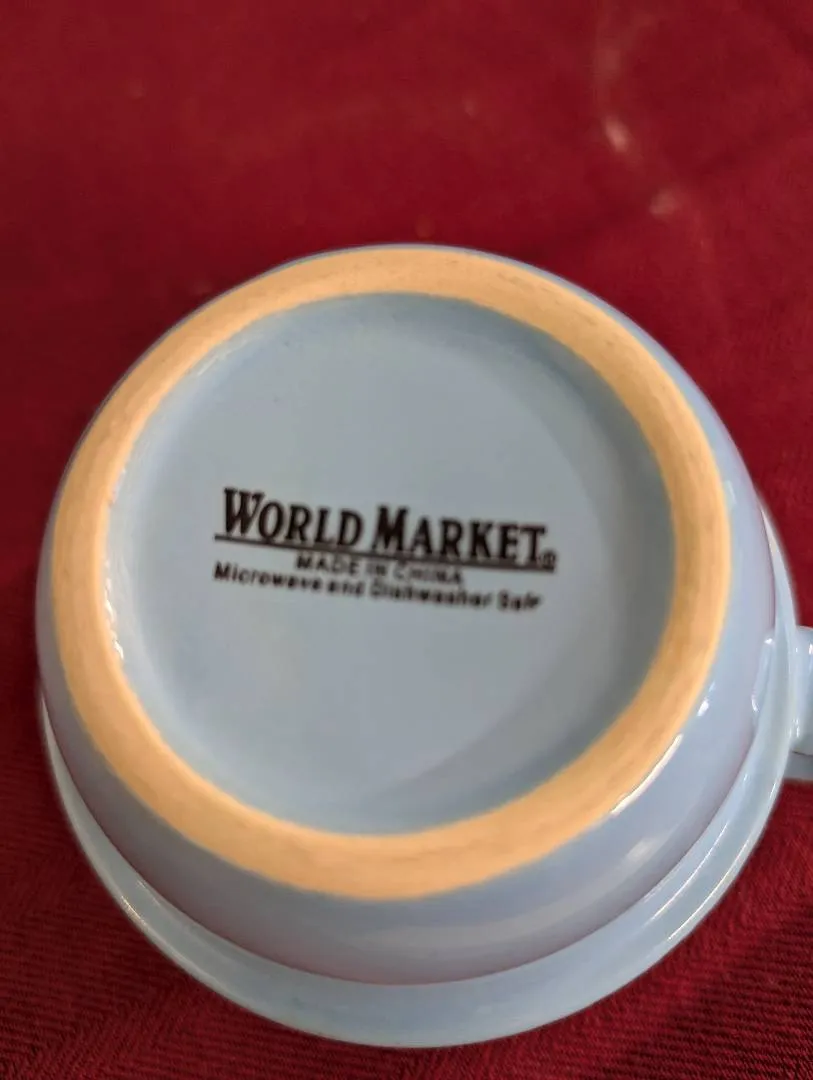 WORLD MARKET®
MADE IN CHINA
Microwave and Dishwasher Safe